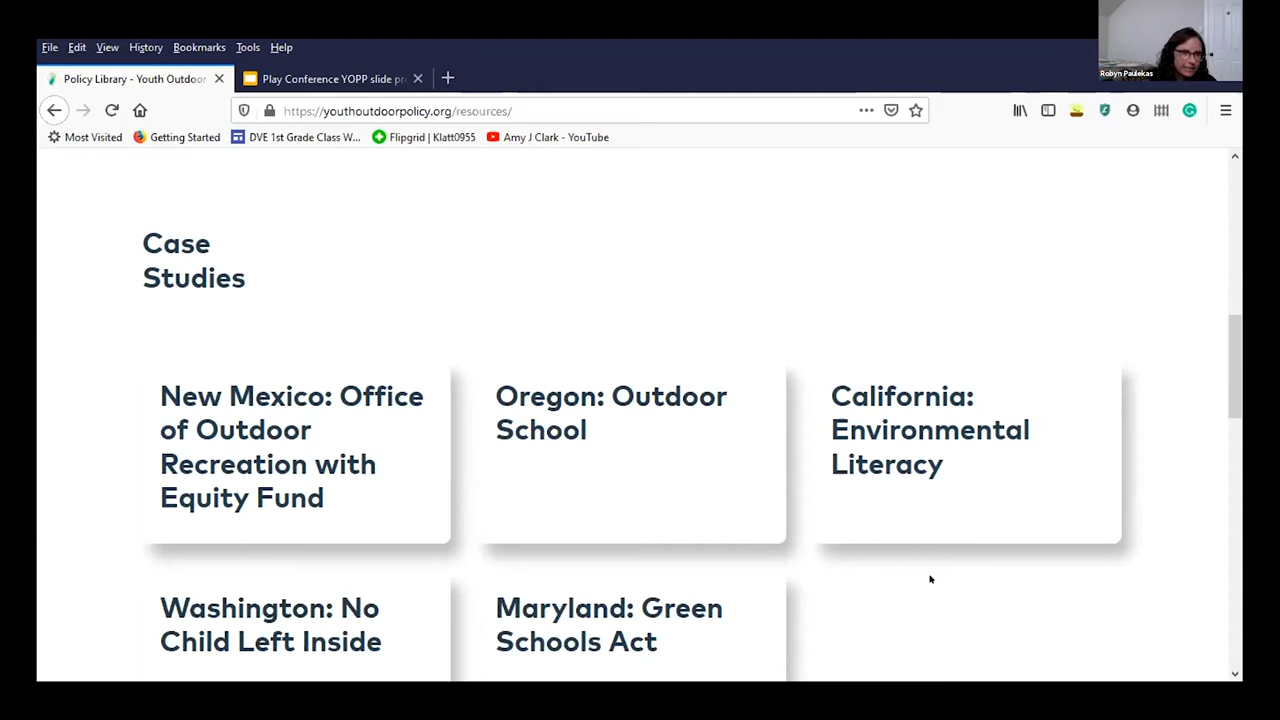 File Edit View History Bookmarks Tools Help
Robyn Paulekas
Policy Library - Youth Outdoor
Play Conference YOPP slide pr
https://youthoutdoorpolicy.org/resources/
Most Visited Getting Started DVE 1st Grade Class W... Flipgrid | Klatt0955 Amy J Clark - YouTube
Case
Studies
New Mexico: Office
of Outdoor
Recreation with
Equity Fund
Oregon: Outdoor
School
California:
Environmental
Literacy
Washington: No
Child Left Inside
Maryland: Green
Schools Act